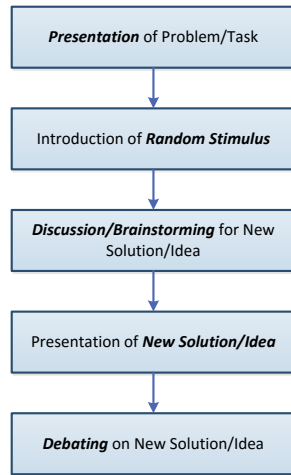 Presentation of Problem/Task
Introduction of Random Stimulus
Discussion/Brainstorming for New
Solution/Idea
Presentation of New Solution/Idea
Debating on New Solution/Idea